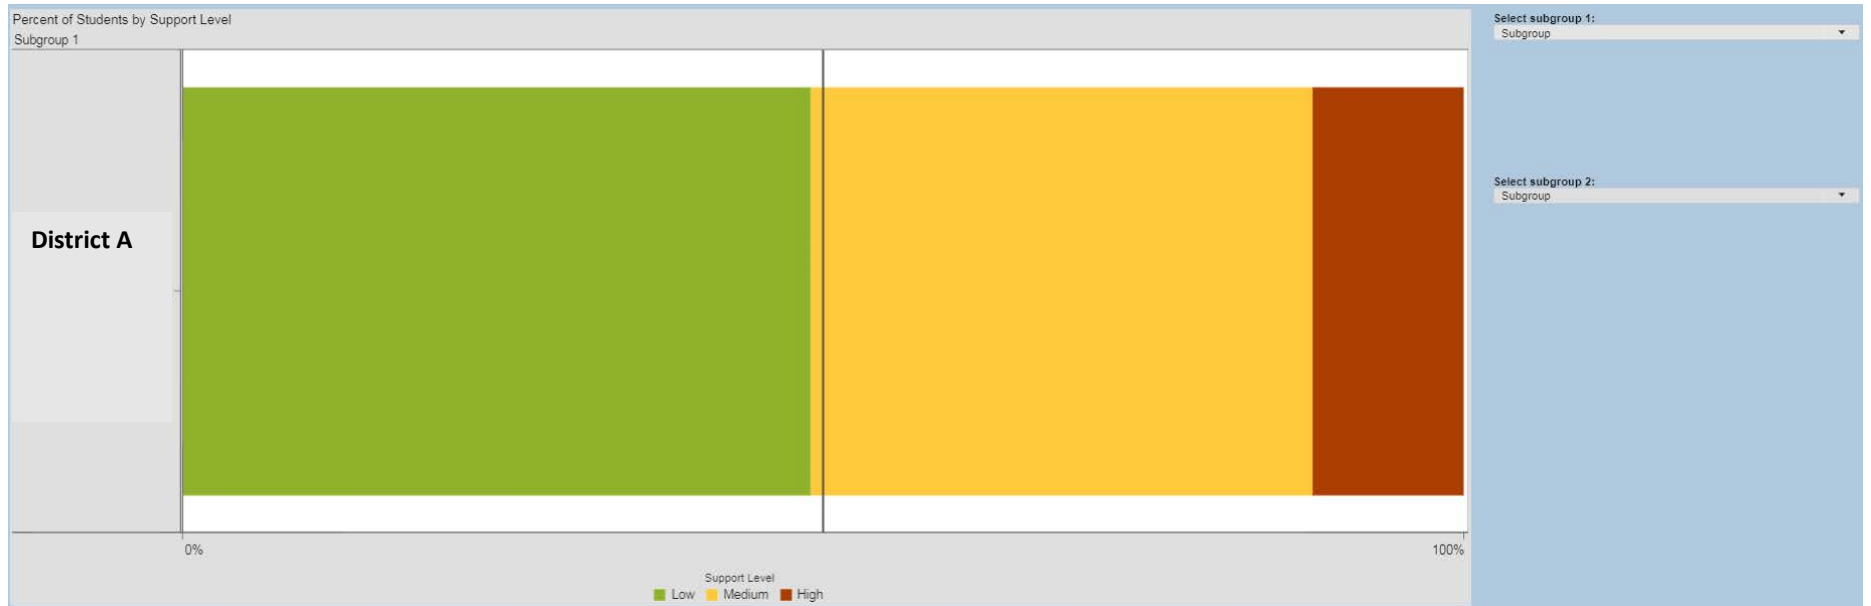 Percent of Students by Support Level
Subgroup 1
Select subgroup 1:
Subgroup
Select subgroup 2:
Subgroup
District A
0%
100%
Support Level
Low Medium High